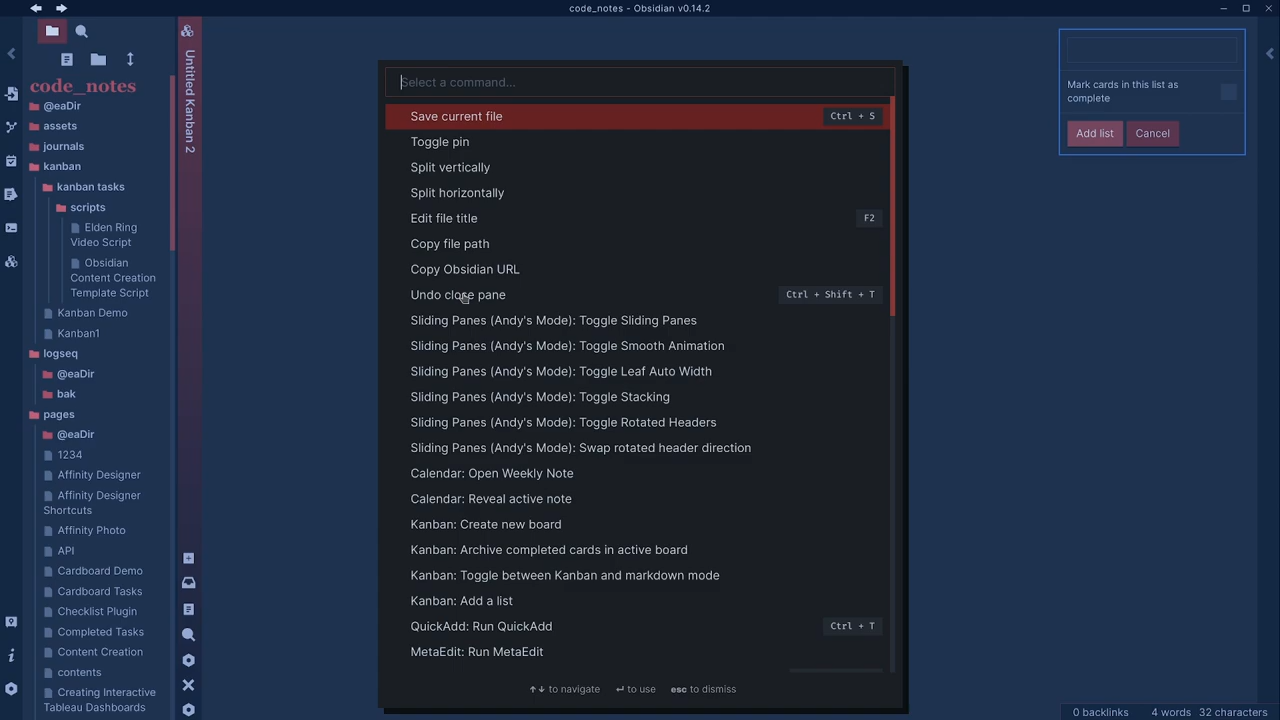 code_notes - Obsidian v0.14.2
code_notes
@eaDir
assets
journals
kanban
kanban tasks
scripts
Elden Ring
Video Script
Obsidian
Content Creation
Template Script
Kanban Demo
Kanban1
logseq
@eaDir
bak
pages
@eaDir
1234
Affinity Designer
Affinity Designer
Shortcuts
Affinity Photo
API
Cardboard Demo
Cardboard Tasks
Checklist Plugin
Completed Tasks
Content Creation
contents
Creating Interactive
Tableau Dashboards
Untitled Kanban 2
Select a command...
Save current file Ctrl + S
Toggle pin
Split vertically
Split horizontally
Edit file title F2
Copy file path
Copy Obsidian URL
Undo close pane Ctrl + Shift + T
Sliding Panes (Andy's Mode): Toggle Sliding Panes
Sliding Panes (Andy's Mode): Toggle Smooth Animation
Sliding Panes (Andy's Mode): Toggle Leaf Auto Width
Sliding Panes (Andy's Mode): Toggle Stacking
Sliding Panes (Andy's Mode): Toggle Rotated Headers
Sliding Panes (Andy's Mode): Swap rotated header direction
Calendar: Open Weekly Note
Calendar: Reveal active note
Kanban: Create new board
Kanban: Archive completed cards in active board
Kanban: Toggle between Kanban and markdown mode
Kanban: Add a list
QuickAdd: Run QuickAdd Ctrl + T
MetaEdit: Run MetaEdit
↑↓ to navigate ↵ to use esc to dismiss
Mark cards in this list as
complete
Add list Cancel
0 backlinks 4 words 32 characters